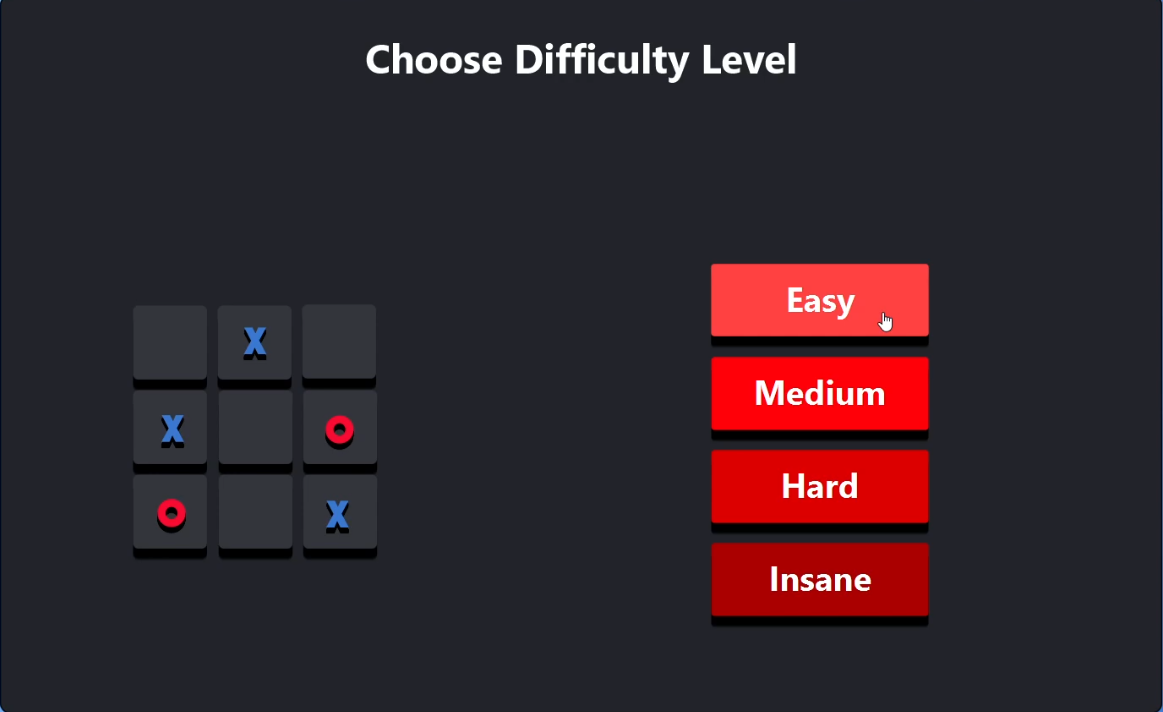 Choose Difficulty Level
X
X O
O X
Easy
Medium
Hard
Insane